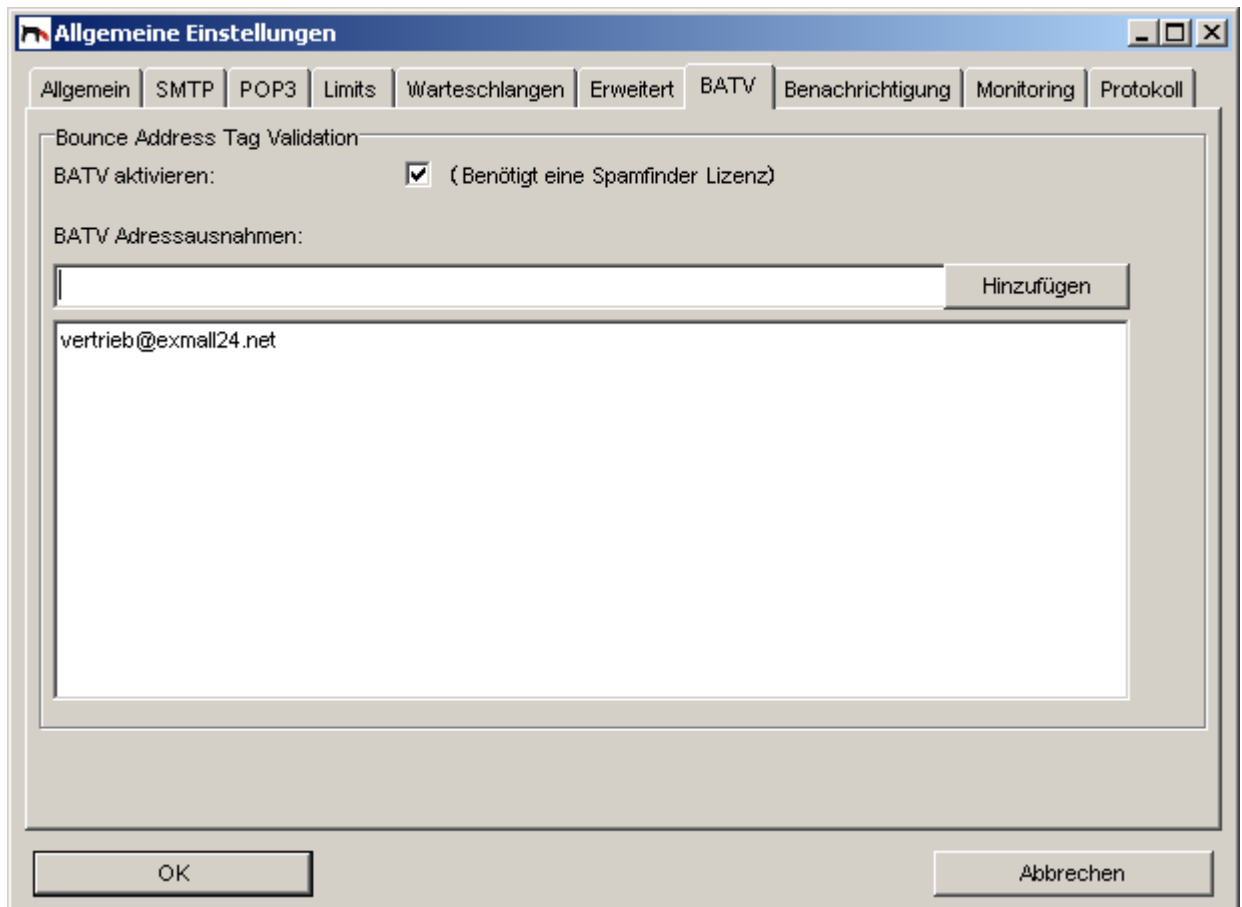 Allgemeine Einstellungen
Allgemein SMTP POP3 Limits Warteschlangen Erweitert BATV Benachrichtigung Monitoring Protokoll
Bounce Address Tag Validation
BATV aktivieren: (Benötigt eine Spamfinder Lizenz)
BATV Adressausnahmen:
Hinzufügen
vertrieb@exmall24.net
OK Abbrechen